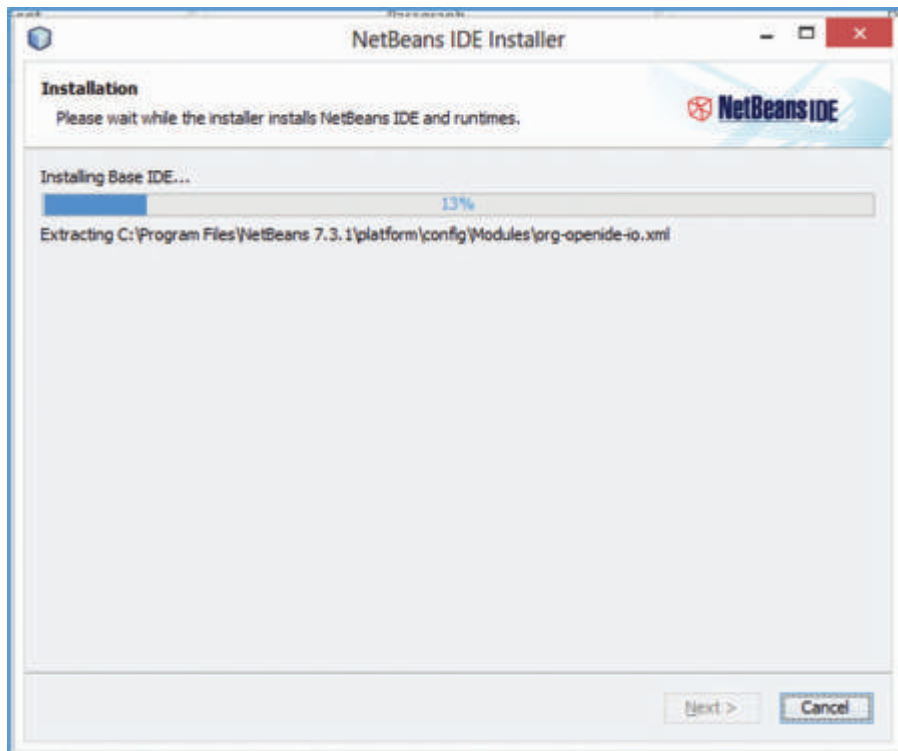 NetBeans IDE Installer
Installation
Please wait while the installer installs NetBeans IDE and runtimes.
NetBeans IDE
Installing Base IDE...
13%
Extracting C:\Program Files\NetBeans 7.3.1\platform\config\Modules\org-openide-io.xml
Next >
Cancel